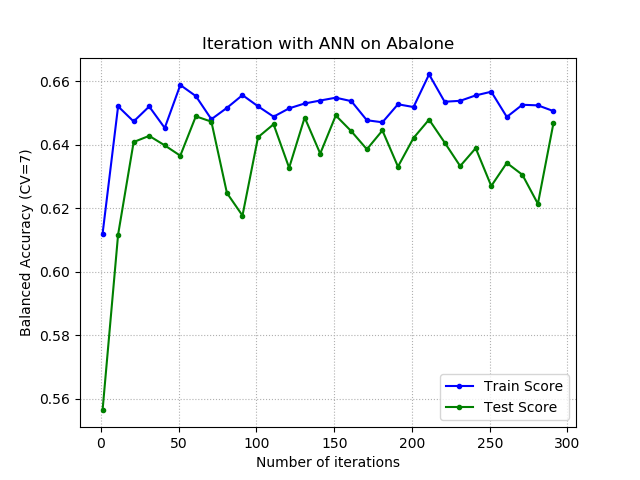 Iteration with ANN on Abalone
Balanced Accuracy (CV=7)
0.66
0.64
0.62
0.60
0.58
0.56
0
50
100
150
200
250
300
Number of iterations
Train Score
Test Score